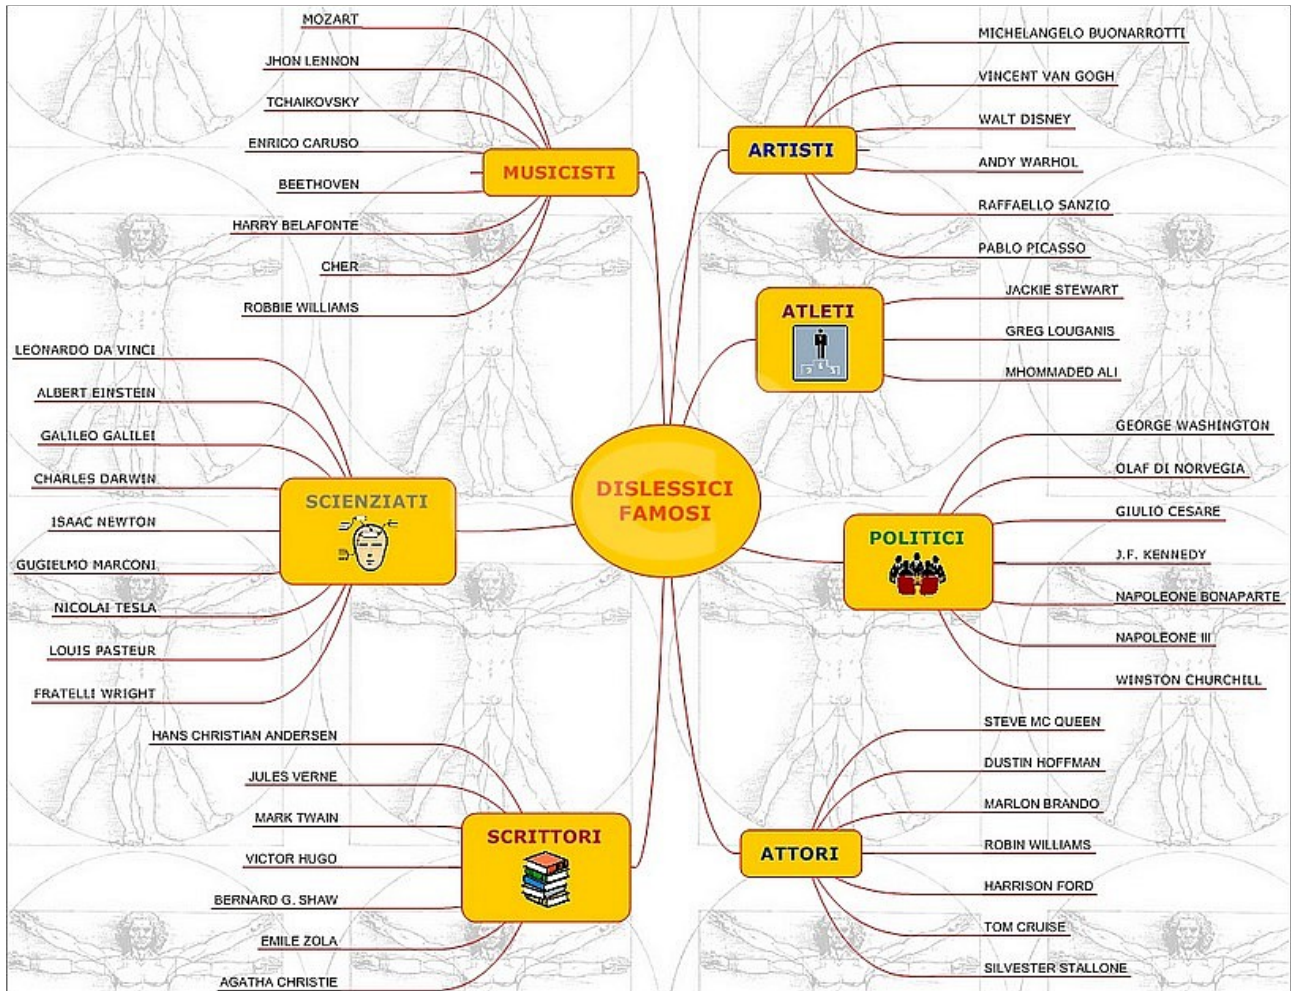 DISLESSICI
FAMOSI
MUSICISTI
MOZART
JHON LENNON
TCHAIKOVSKY
ENRICO CARUSO
BEETHOVEN
HARRY BELAFONTE
CHER
ROBBIE WILLIAMS
SCIENZIATI
LEONARDO DA VINCI
ALBERT EINSTEIN
GALILEO GALILEI
CHARLES DARWIN
ISAAC NEWTON
GUGIELMO MARCONI
NICOLAI TESLA
LOUIS PASTEUR
FRATELLI WRIGHT
SCRITTORI
HANS CHRISTIAN ANDERSEN
JULES VERNE
MARK TWAIN
VICTOR HUGO
BERNARD G. SHAW
EMILE ZOLA
AGATHA CHRISTIE
ARTISTI
MICHELANGELO BUONARROTTI
VINCENT VAN GOGH
WALT DISNEY
ANDY WARHOL
RAFFAELLO SANZIO
PABLO PICASSO
ATLETI
JACKIE STEWART
GREG LOUGANIS
MHOMMADED ALI
POLITICI
GEORGE WASHINGTON
OLAF DI NORVEGIA
GIULIO CESARE
J.F. KENNEDY
NAPOLEONE BONAPARTE
NAPOLEONE III
WINSTON CHURCHILL
ATTORI
STEVE MC QUEEN
DUSTIN HOFFMAN
MARLON BRANDO
ROBIN WILLIAMS
HARRISON FORD
TOM CRUISE
SILVESTER STALLONE